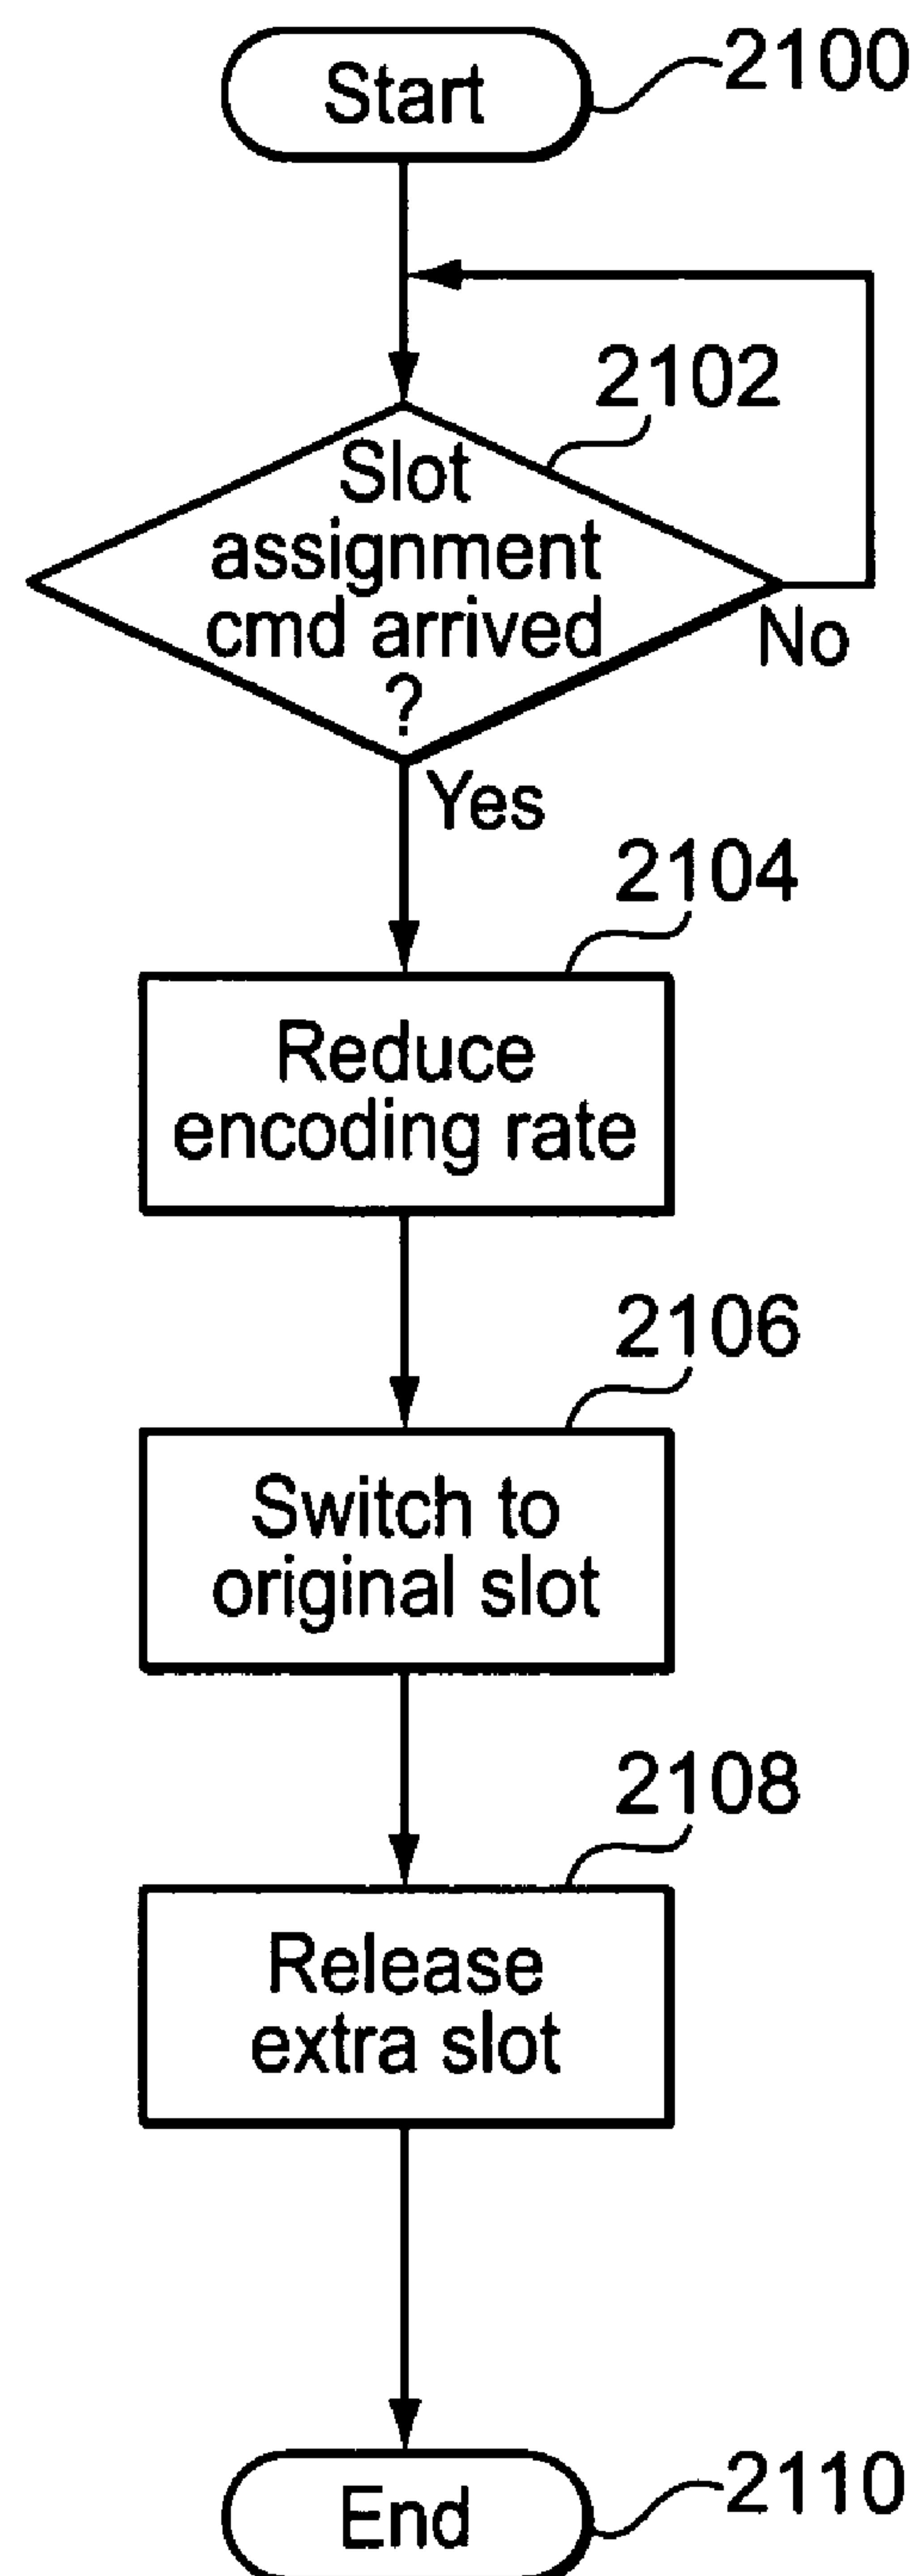 Start
2100
2102
Slot
assignment
cmd arrived
?
No
Yes
2104
Reduce
encoding rate
2106
Switch to
original slot
2108
Release
extra slot
End
2110